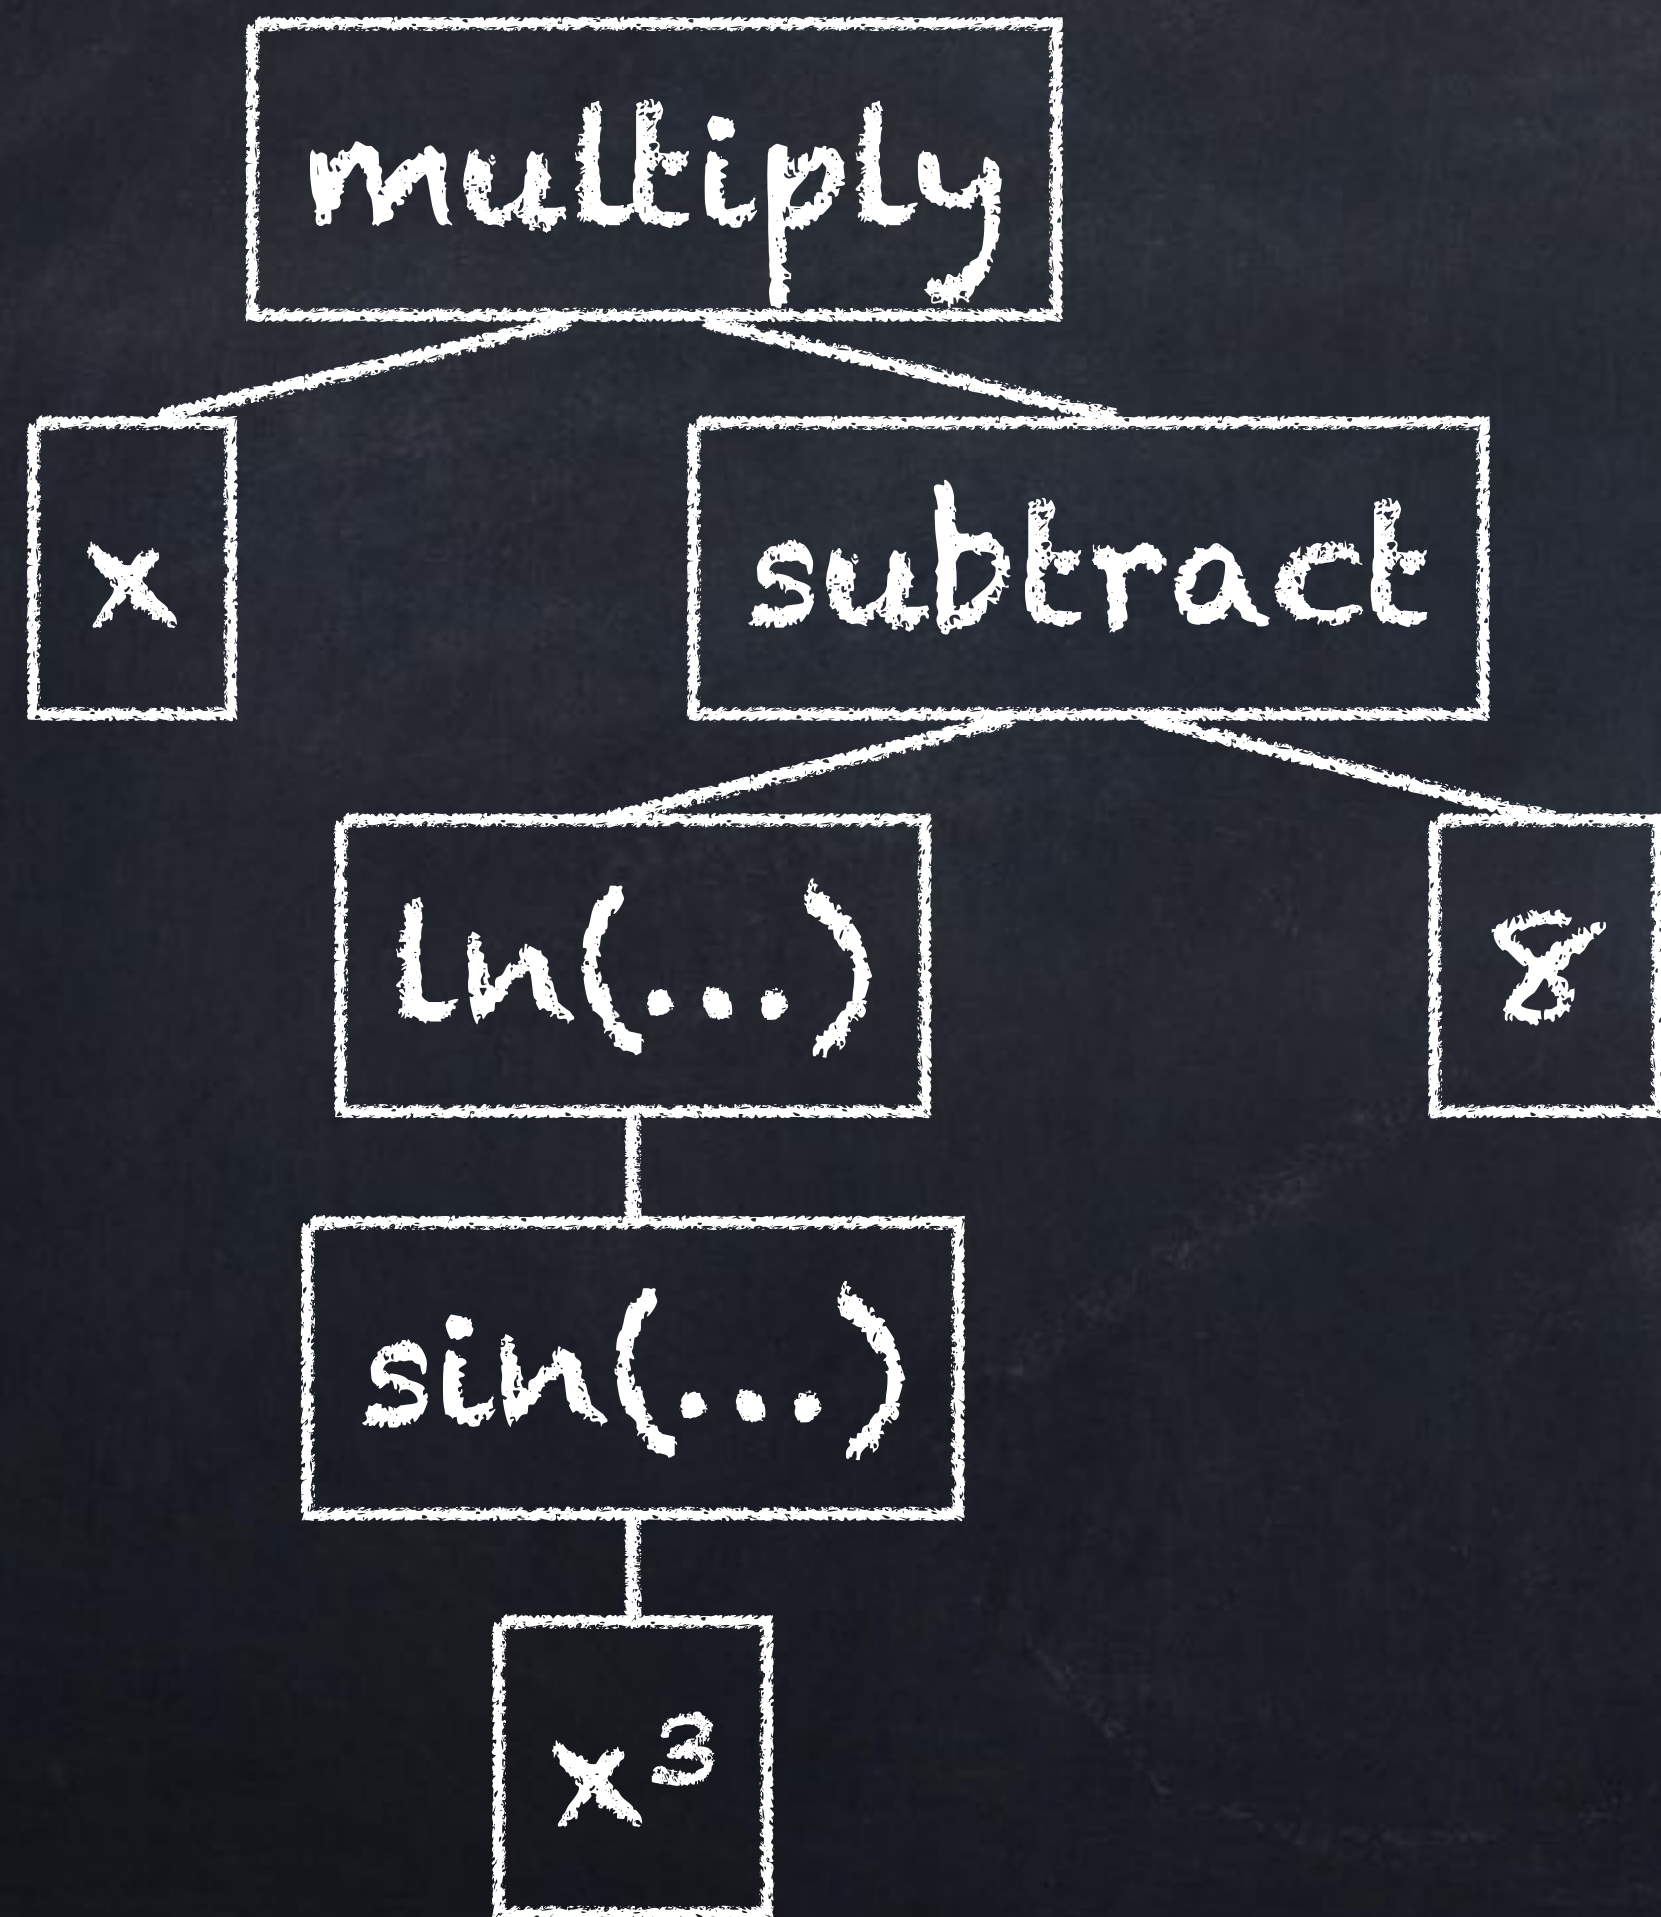 multiply
x
subtract
ln(...)
8
sin(...)
x³